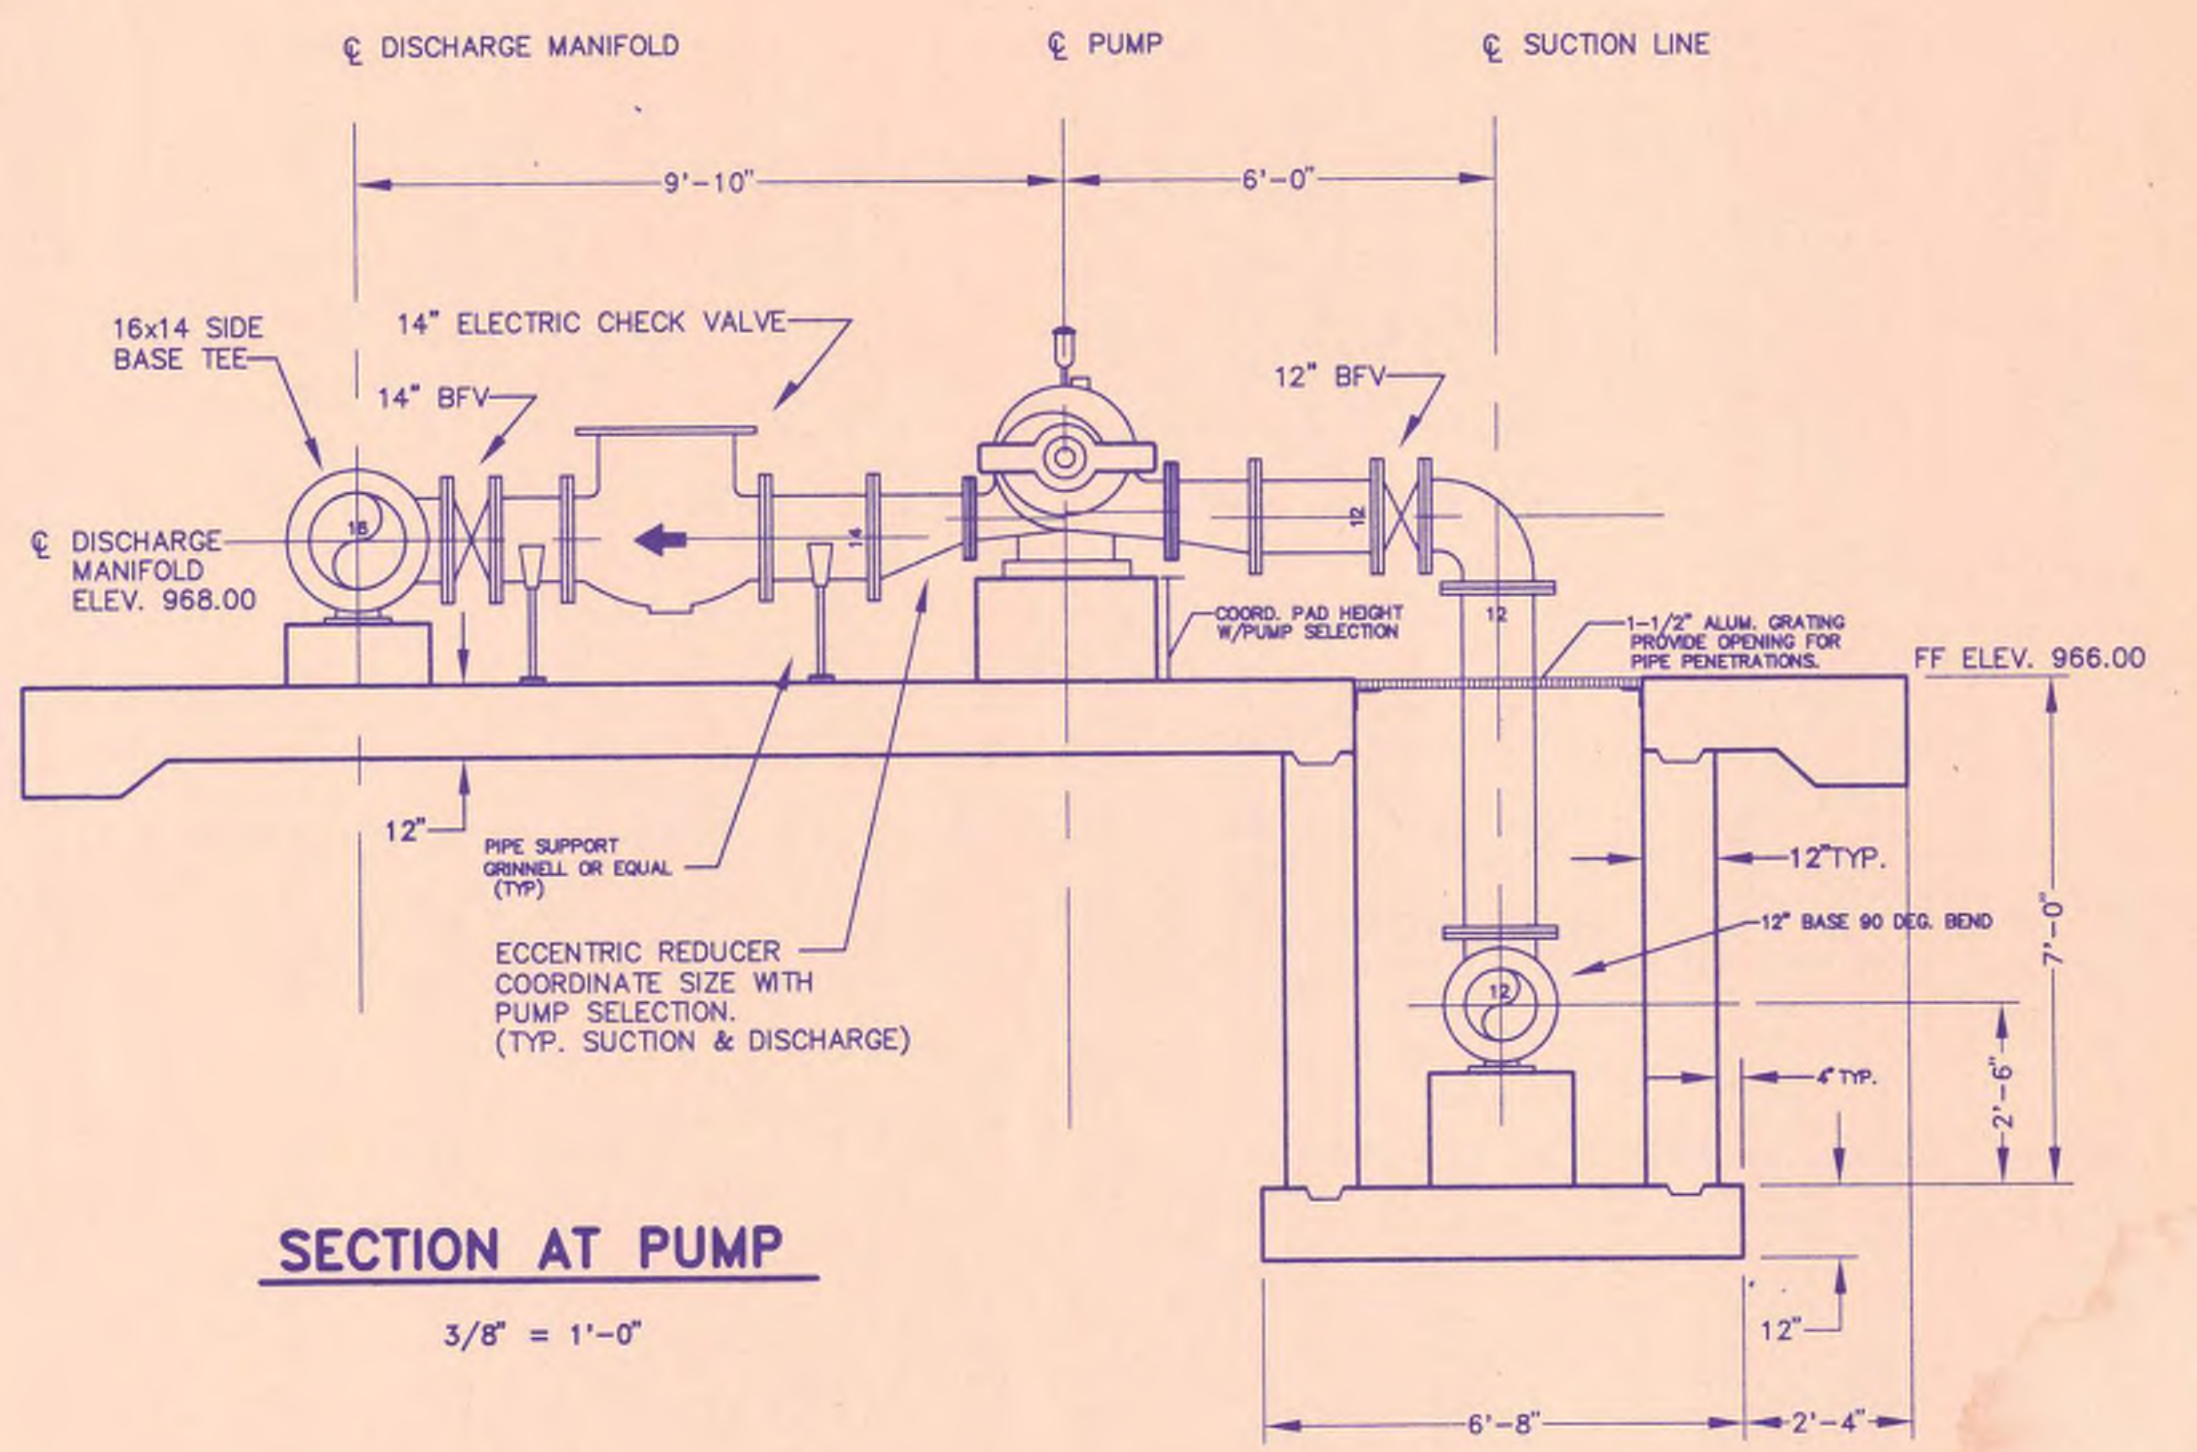 ℄ DISCHARGE MANIFOLD
℄ PUMP
℄ SUCTION LINE
9'-10"
6'-0"
16x14 SIDE
BASE TEE
14" ELECTRIC CHECK VALVE
14" BFV
12" BFV
16
14
12
℄ DISCHARGE
MANIFOLD
ELEV. 968.00
COORD. PAD HEIGHT
W/PUMP SELECTION
12
1-1/2" ALUM. GRATING
PROVIDE OPENING FOR
PIPE PENETRATIONS.
FF ELEV. 966.00
12"
PIPE SUPPORT
GRINNELL OR EQUAL
(TYP)
12"TYP.
12" BASE 90 DEG. BEND
7'-0"
ECCENTRIC REDUCER
COORDINATE SIZE WITH
PUMP SELECTION.
(TYP. SUCTION & DISCHARGE)
12
4" TYP.
2'-6"
SECTION AT PUMP
3/8" = 1'-0"
12"
6'-8"
2'-4"